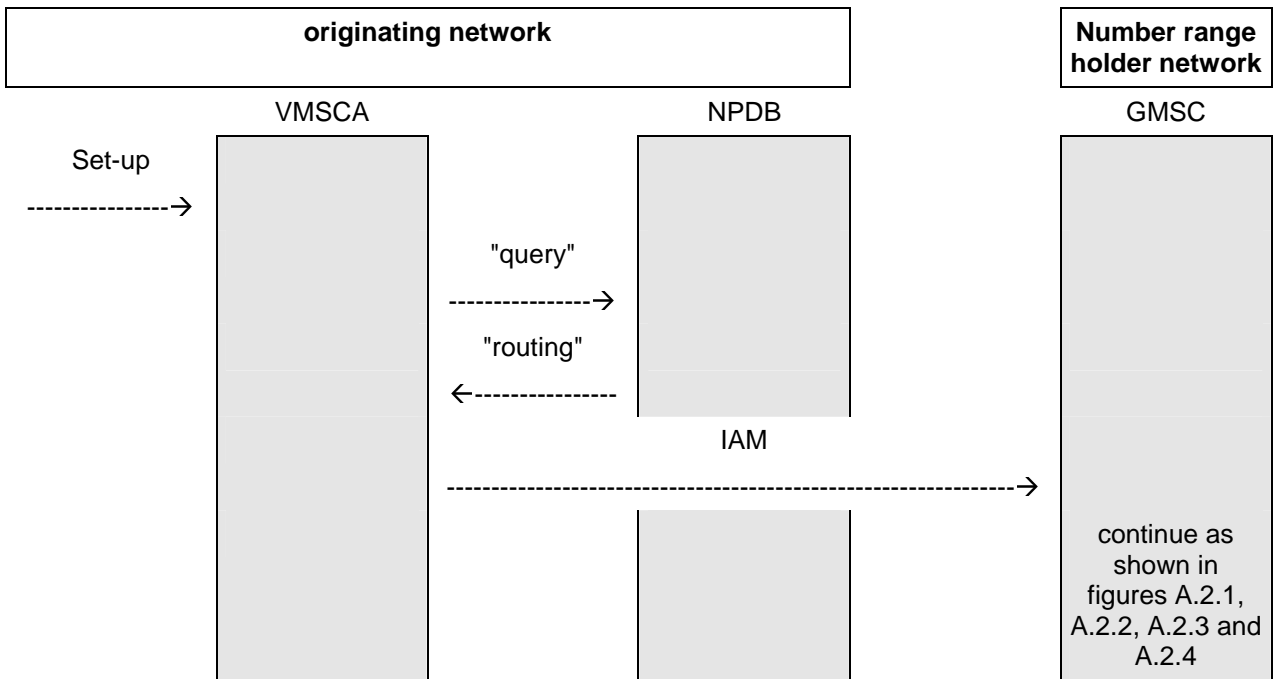 originating network
Number range
holder network
VMSCA
NPDB
GMSC
Set-up
"query"
"routing"
IAM
continue as
shown in
figures A.2.1,
A.2.2, A.2.3 and
A.2.4